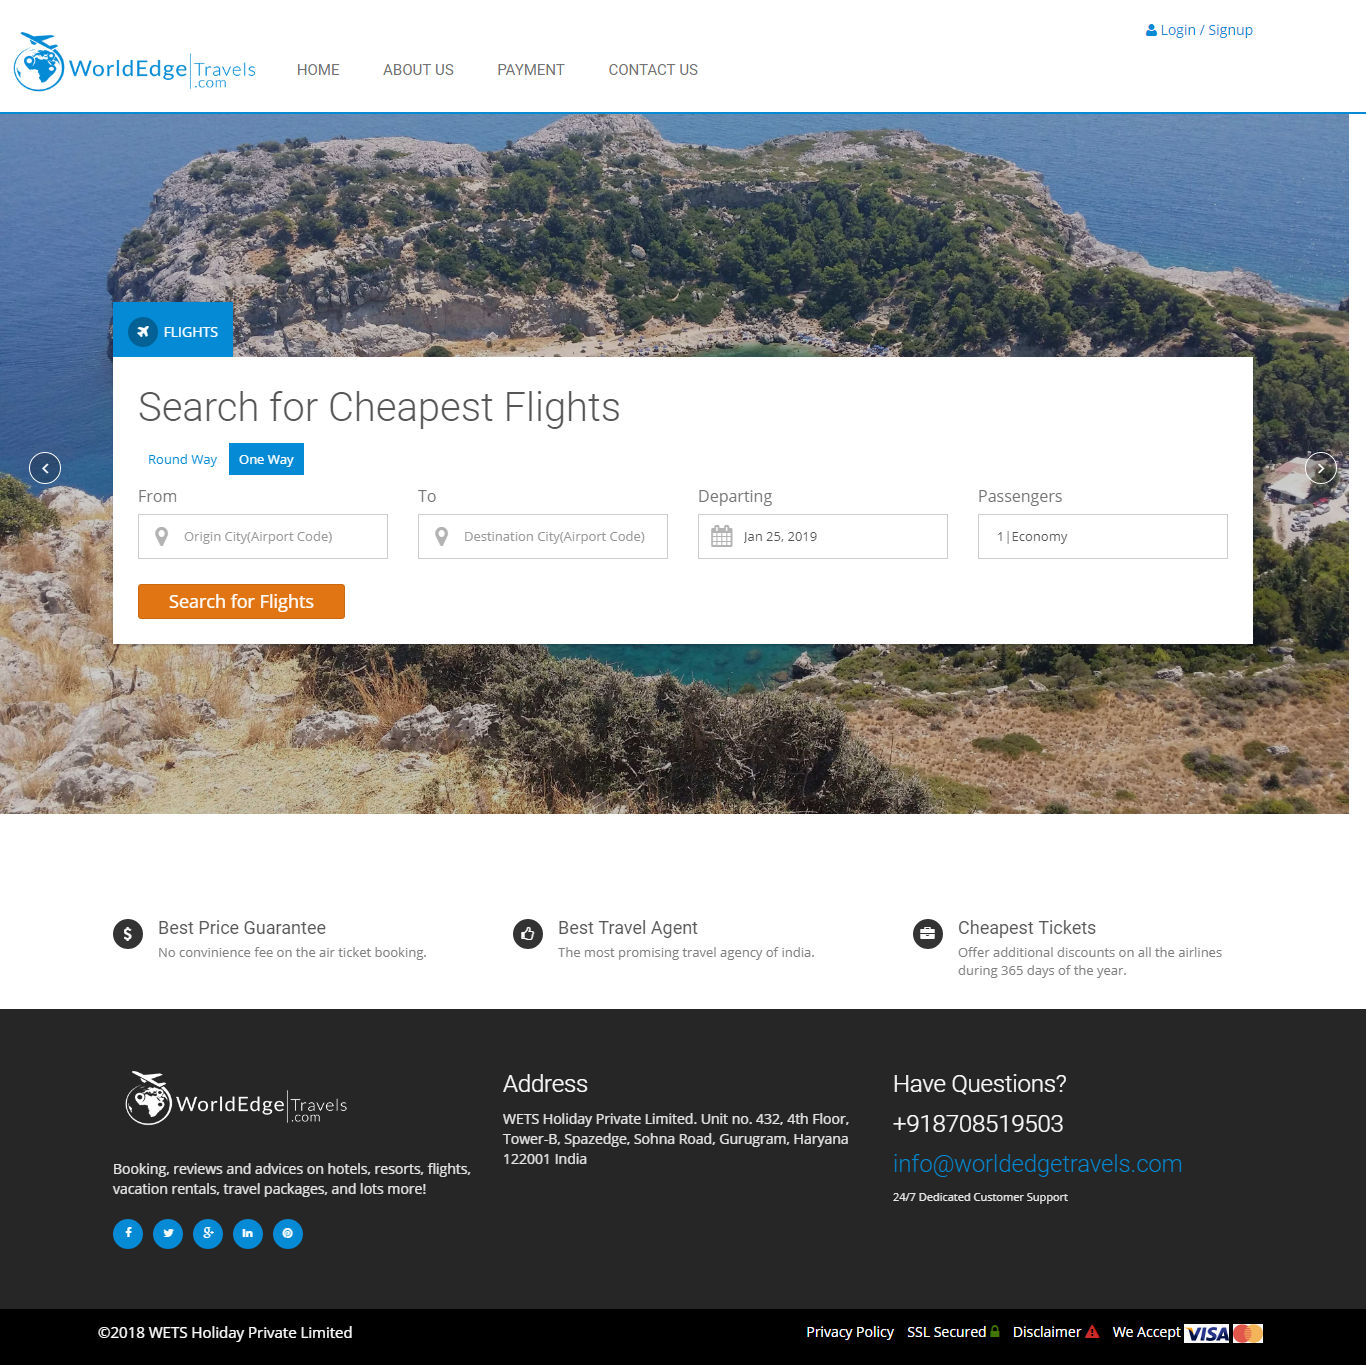 Login / Signup
WorldEdge Travels
.com
HOME ABOUT US PAYMENT CONTACT US
FLIGHTS
Search for Cheapest Flights
Round Way One Way
From To Departing Passengers
Origin City(Airport Code) Destination City(Airport Code) Jan 25, 2019 1|Economy
Search for Flights
Best Price Guarantee
No convinience fee on the air ticket booking.
Best Travel Agent
The most promising travel agency of india.
Cheapest Tickets
Offer additional discounts on all the airlines
during 365 days of the year.
WorldEdge Travels
.com
Booking, reviews and advices on hotels, resorts, flights,
vacation rentals, travel packages, and lots more!
Address
WETS Holiday Private Limited. Unit no. 432, 4th Floor,
Tower-B, Spazedge, Sohna Road, Gurugram, Haryana
122001 India
Have Questions?
+918708519503
info@worldedgetravels.com
24/7 Dedicated Customer Support
©2018 WETS Holiday Private Limited
Privacy Policy SSL Secured Disclaimer We Accept VISA